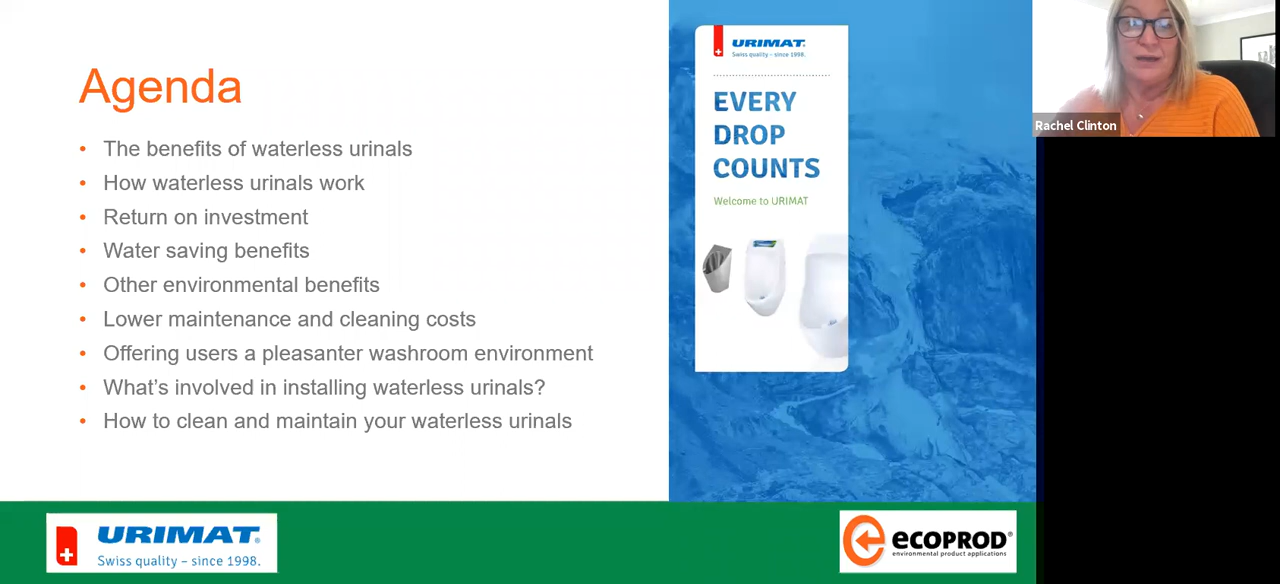 Agenda
• The benefits of waterless urinals
• How waterless urinals work
• Return on investment
• Water saving benefits
• Other environmental benefits
• Lower maintenance and cleaning costs
• Offering users a pleasanter washroom environment
• What’s involved in installing waterless urinals?
• How to clean and maintain your waterless urinals
URIMAT®
Swiss quality – since 1998.
EVERY
DROP
COUNTS
Welcome to URIMAT
Rachel Clinton
URIMAT®
Swiss quality – since 1998.
ecoprod®
environmental product applications